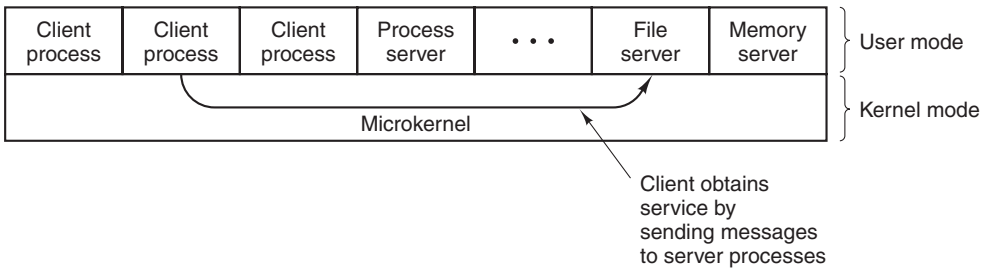 Client process
Client process
Client process
Process server
• • •
File server
Memory server
User mode
Microkernel
Kernel mode
Client obtains
service by
sending messages
to server processes